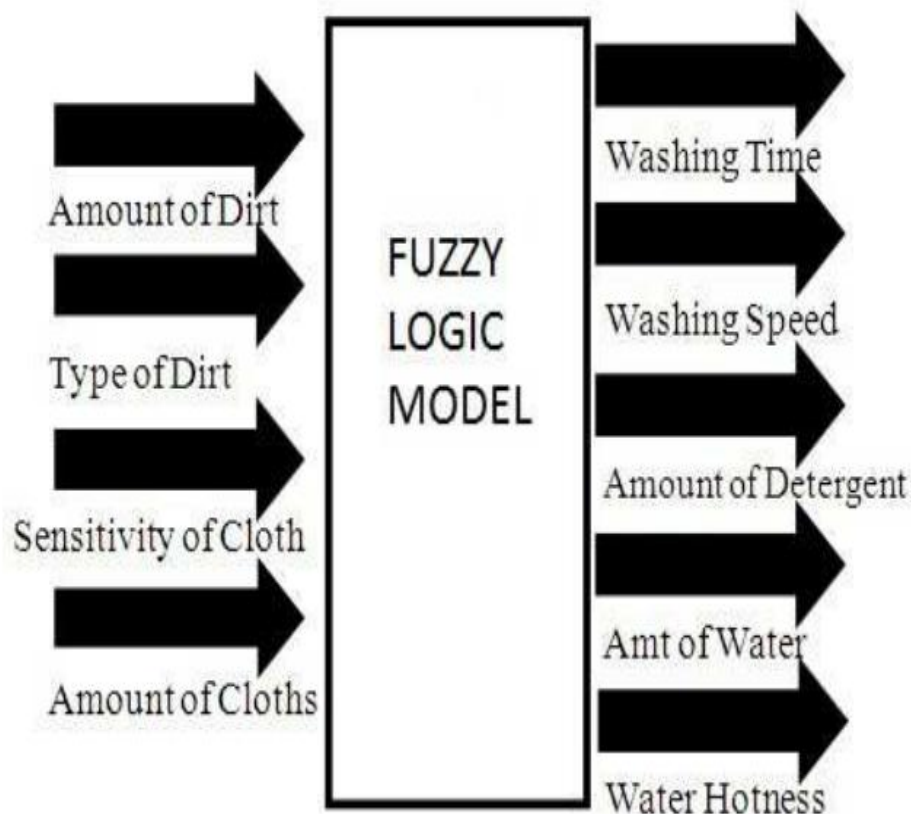 Amount of Dirt
Type of Dirt
Sensitivity of Cloth
Amount of Cloths
FUZZY
LOGIC
MODEL
Washing Time
Washing Speed
Amount of Detergent
Amt of Water
Water Hotness